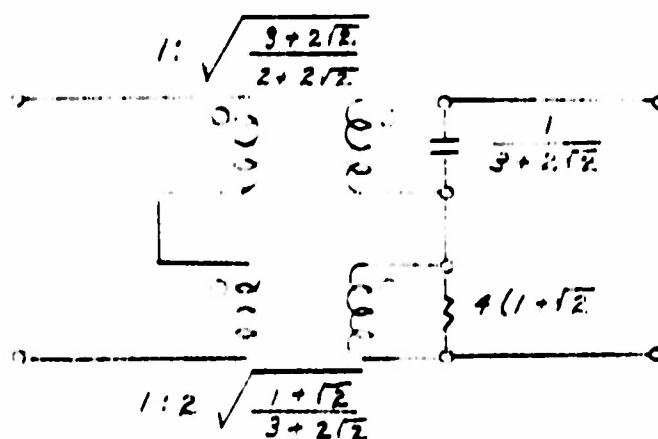 1: √(3+2√2 / 2+2√2)
1 / 3+2√2
4(1+√2
1:2 √(1+√2 / 3+2√2)